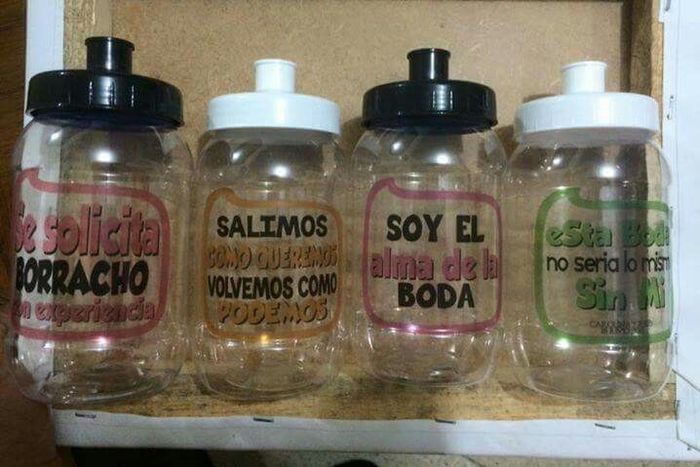 Se solicita
BORRACHO
con experiencia
SALIMOS
COMO QUEREMOS
VOLVEMOS COMO
PODEMOS
SOY EL
alma de la
BODA
eSta Boda
no seria lo mismo
Sin Mi